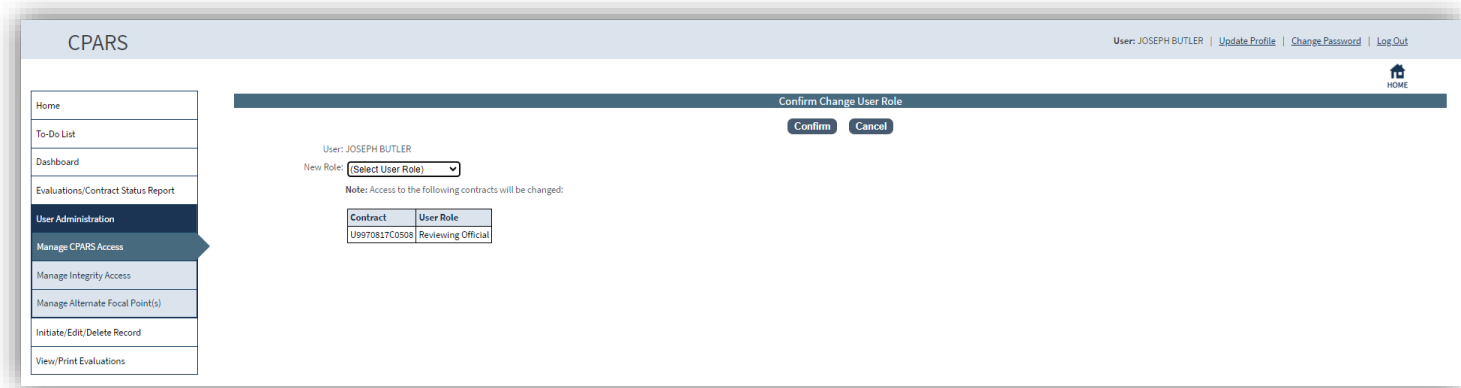 CPARS
User: JOSEPH BUTLER | Update Profile | Change Password | Log Out
HOME
Home
To-Do List
Dashboard
Evaluations/Contract Status Report
User Administration
Manage CPARS Access
Manage Integrity Access
Manage Alternate Focal Point(s)
Initiate/Edit/Delete Record
View/Print Evaluations
Confirm Change User Role
Confirm Cancel
User: JOSEPH BUTLER
New Role: (Select User Role)
Note: Access to the following contracts will be changed:
Contract User Role
U9970817C0508 Reviewing Official